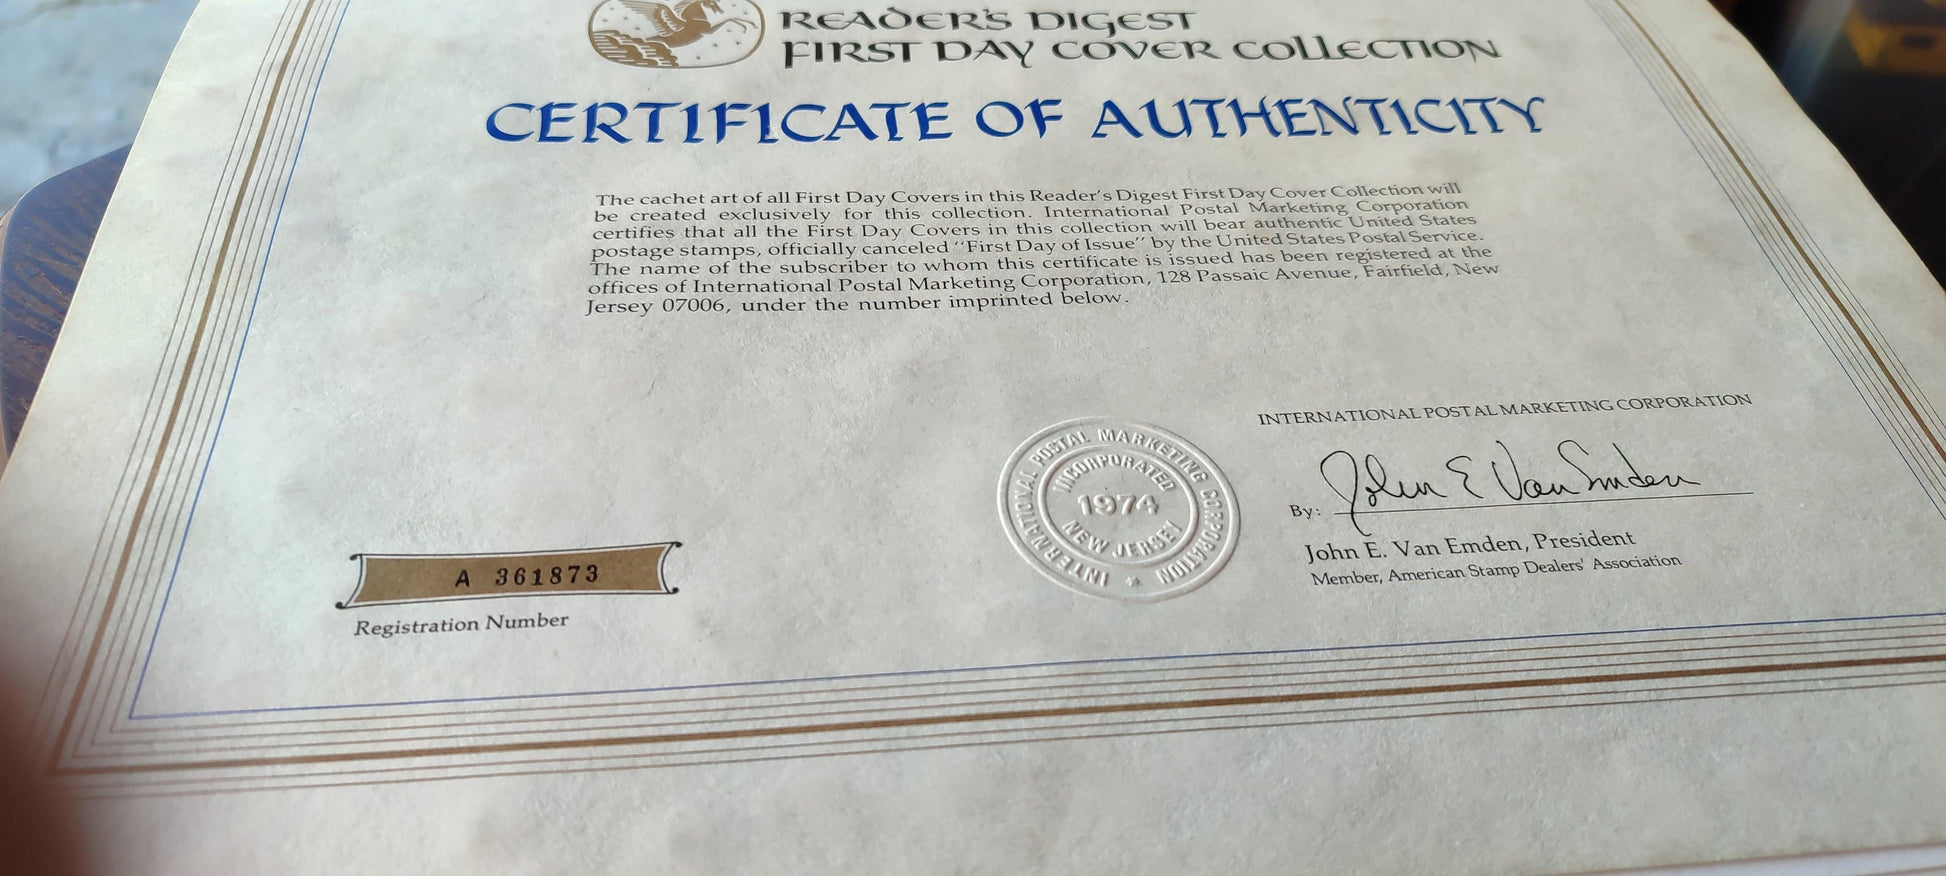 READER'S DIGEST
FIRST DAY COVER COLLECTION
CERTIFICATE OF AUTHENTICITY
The cachet art of all First Day Covers in this Reader's Digest First Day Cover Collection will
be created exclusively for this collection. International Postal Marketing Corporation
certifies that all the First Day Covers in this collection will bear authentic United States
postage stamps, officially canceled "First Day of Issue" by the United States Postal Service.
The name of the subscriber to whom this certificate is issued has been registered at the
offices of International Postal Marketing Corporation, 128 Passaic Avenue, Fairfield, New
Jersey 07006, under the number imprinted below.
INTERNATIONAL POSTAL MARKETING CORPORATION
INTERNATIONAL POSTAL MARKETING CORPORATION
INCORPORATED
1974
NEW JERSEY
By: John E Van Emden
John E. Van Emden, President
Member, American Stamp Dealers' Association
A 361873
Registration Number